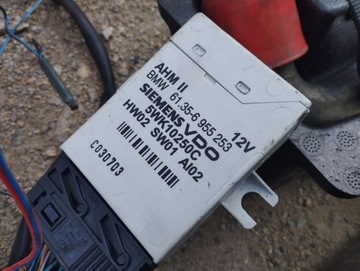 AHM II
BMW 61.35-6 955 253 12V
SIEMENS VDO
5WK10250C
HW02 SW01 AI02
C030703